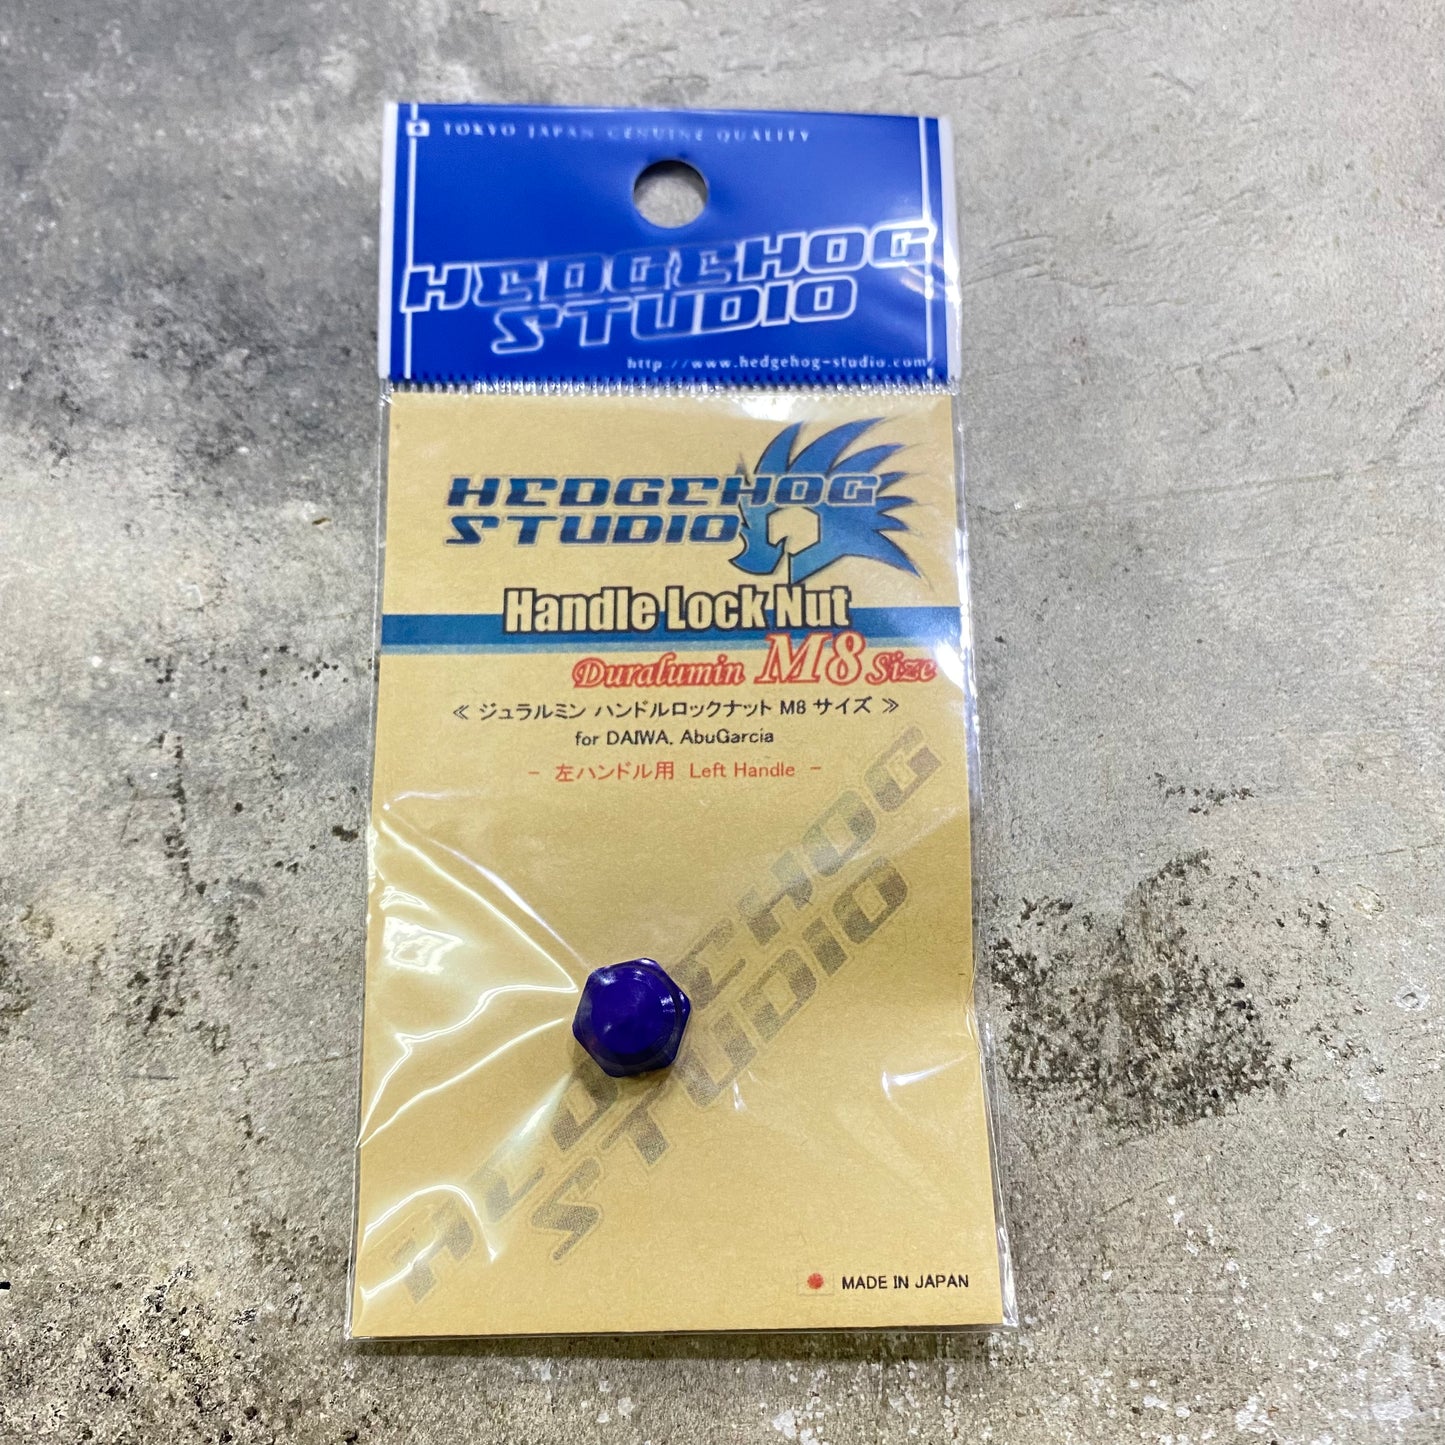 TOKYO JAPAN GENUINE QUALITY
HEDGEHOG
STUDIO
http://www.hedgehog-studio.com/
HEDGEHOG
STUDIO
Handle Lock Nut
Duralumin M8 Size
≪ ジュラルミン ハンドルロックナット M8 サイズ ≫
for DAIWA, AbuGarcia
- 左ハンドル用 Left Handle -
HEDGEHOG
STUDIO
MADE IN JAPAN